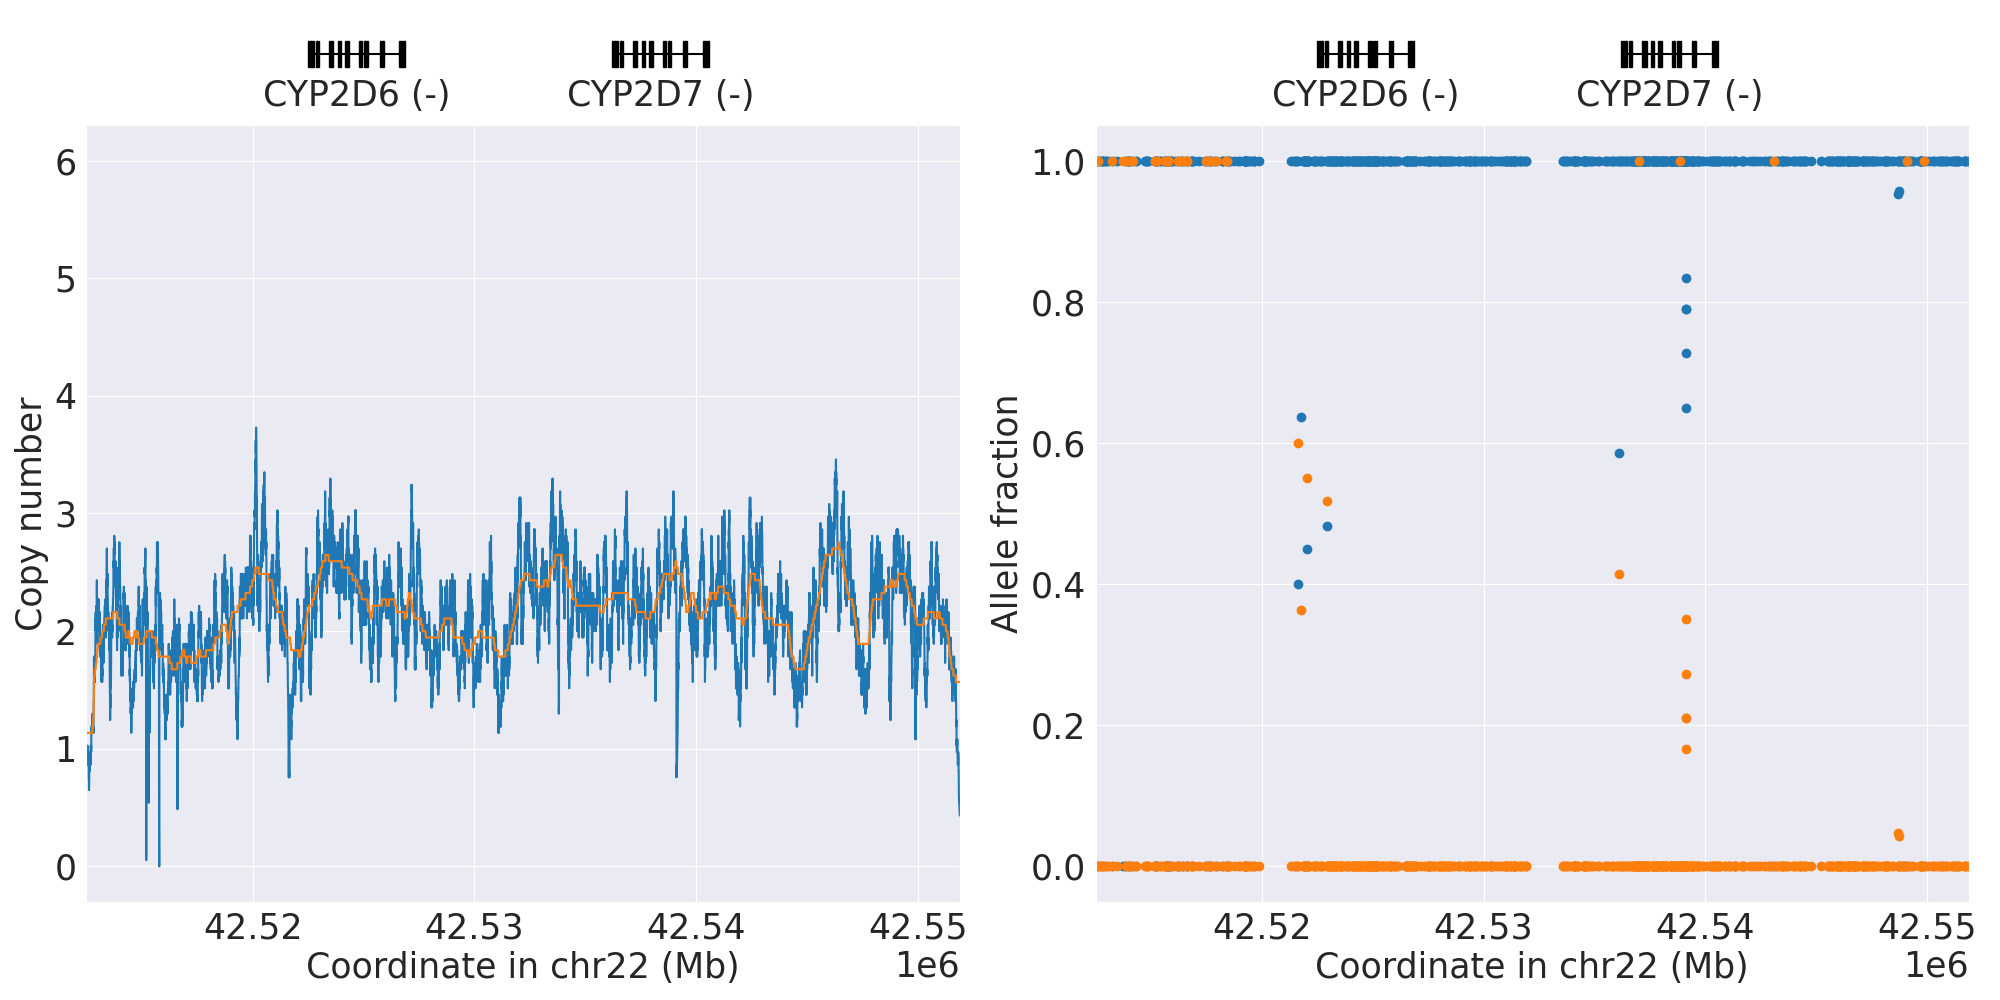 CYP2D6 (-) CYP2D7 (-)
CYP2D6 (-) CYP2D7 (-)
Copy number
6
5
4
3
2
1
0
42.52 42.53 42.54 42.55
Coordinate in chr22 (Mb)
1e6
Allele fraction
1.0
0.8
0.6
0.4
0.2
0.0
42.52 42.53 42.54 42.55
Coordinate in chr22 (Mb)
1e6